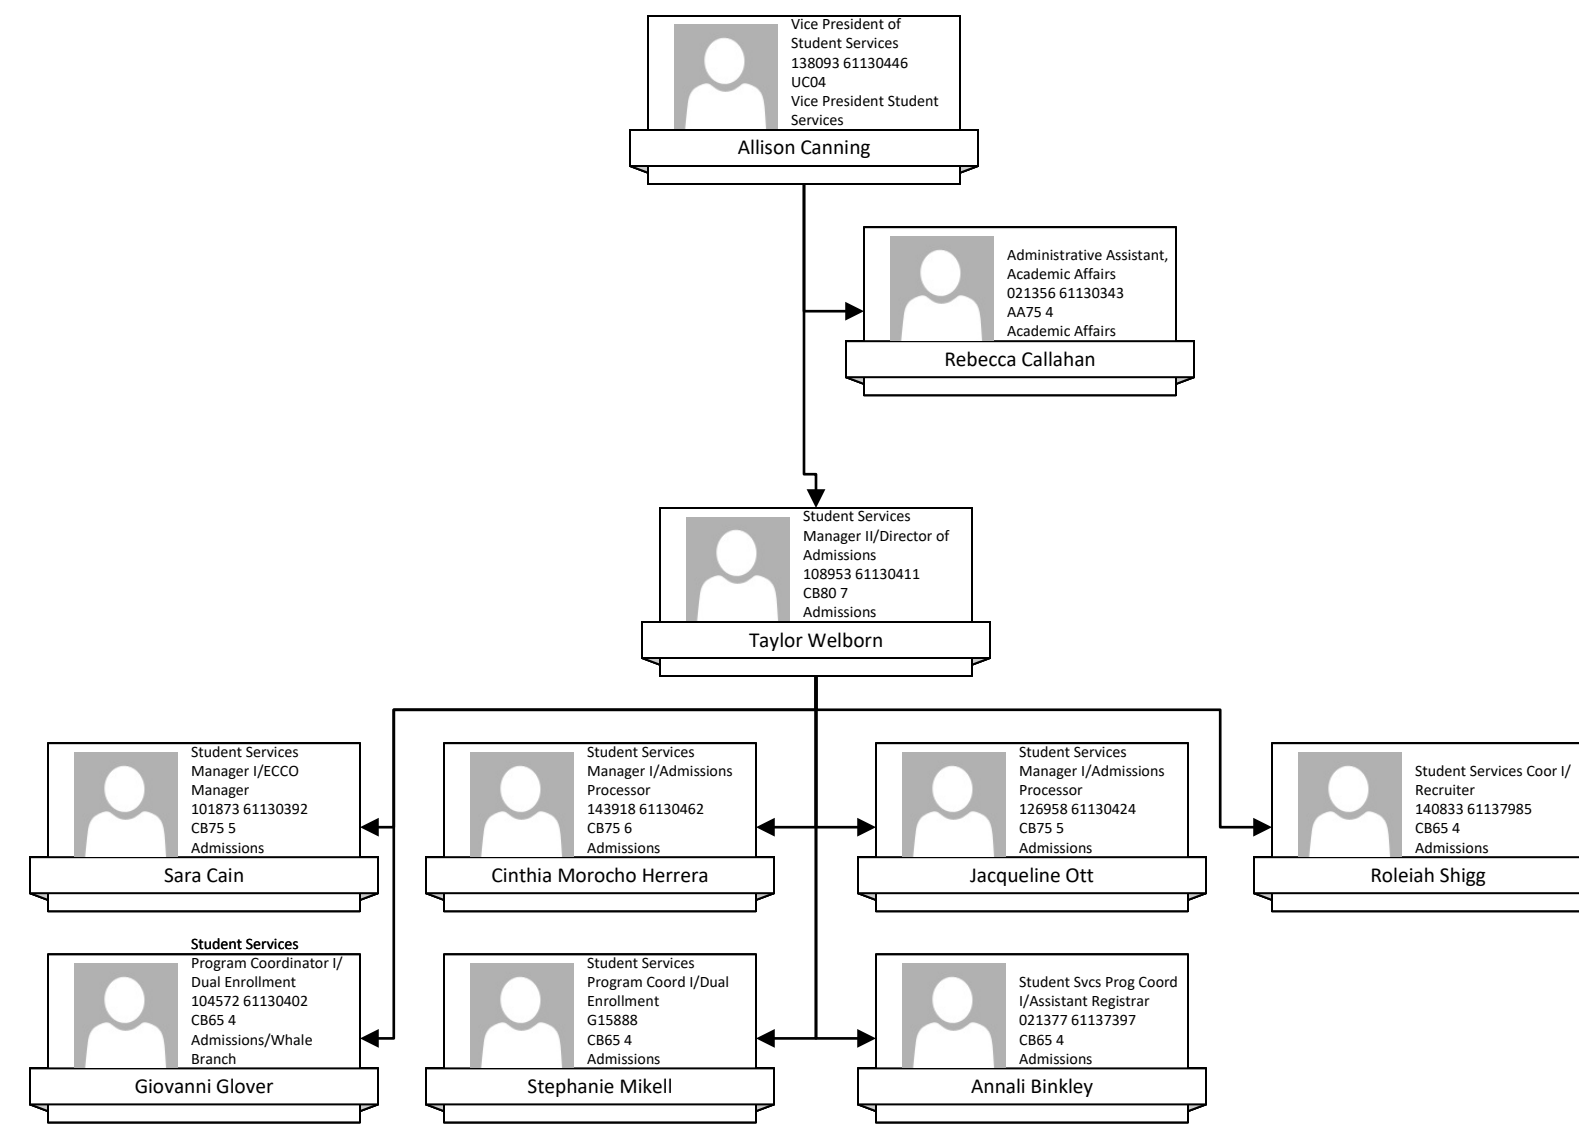 Vice President of
Student Services
138093 61130446
UC04
Vice President Student
Services
Allison Canning
Administrative Assistant,
Academic Affairs
021356 61130343
AA75 4
Academic Affairs
Rebecca Callahan
Student Services
Manager II/Director of
Admissions
108953 61130411
CB80 7
Admissions
Taylor Welborn
Student Services
Manager I/ECCO
Manager
101873 61130392
CB75 5
Admissions
Sara Cain
Student Services
Manager I/Admissions
Processor
143918 61130462
CB75 6
Admissions
Cinthia Morocho Herrera
Student Services
Manager I/Admissions
Processor
126958 61130424
CB75 5
Admissions
Jacqueline Ott
Student Services Coor I/
Recruiter
140833 61137985
CB65 4
Admissions
Roleiah Shigg
Student Services
Program Coordinator I/
Dual Enrollment
104572 61130402
CB65 4
Admissions/Whale
Branch
Giovanni Glover
Student Services
Program Coord I/Dual
Enrollment
G15888
CB65 4
Admissions
Stephanie Mikell
Student Svcs Prog Coord
I/Assistant Registrar
021377 61137397
CB65 4
Admissions
Annali Binkley